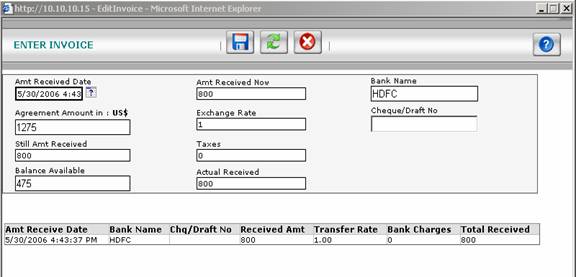 http://10.10.10.15 - EditInvoice - Microsoft Internet Explorer
ENTER INVOICE
Amt Received Date Amt Received Now Bank Name
5/30/2006 4:43 800 HDFC
Agreement Amount in : US$ Exchange Rate Cheque/Draft No
1275 1
Still Amt Received Taxes
800 0
Balance Available Actual Received
475 800
Amt Receive Date Bank Name Chq/Draft No Received Amt Transfer Rate Bank Charges Total Received
5/30/2006 4:43:37 PM HDFC 800 1.00 0 800